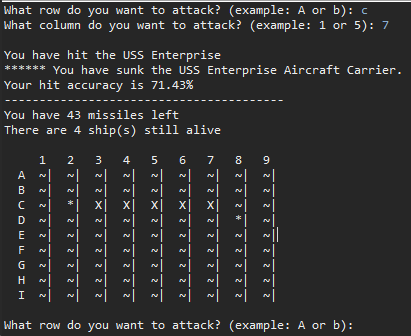 What row do you want to attack? (example: A or b): c
What column do you want to attack? (example: 1 or 5): 7
You have hit the USS Enterprise
****** You have sunk the USS Enterprise Aircraft Carrier.
Your hit accuracy is 71.43%
----------------------------------------
You have 43 missiles left
There are 4 ship(s) still alive
1 2 3 4 5 6 7 8 9
A ~| ~| ~| ~| ~| ~| ~| ~| ~|
B ~| ~| ~| ~| ~| ~| ~| ~| ~|
C ~| *| X| X| X| X| X| ~| ~|
D ~| ~| ~| ~| ~| ~| ~| *| ~|
E ~| ~| ~| ~| ~| ~| ~| ~| ~|
F ~| ~| ~| ~| ~| ~| ~| ~| ~|
G ~| ~| ~| ~| ~| ~| ~| ~| ~|
H ~| ~| ~| ~| ~| ~| ~| ~| ~|
I ~| ~| ~| ~| ~| ~| ~| ~| ~|
What row do you want to attack? (example: A or b):